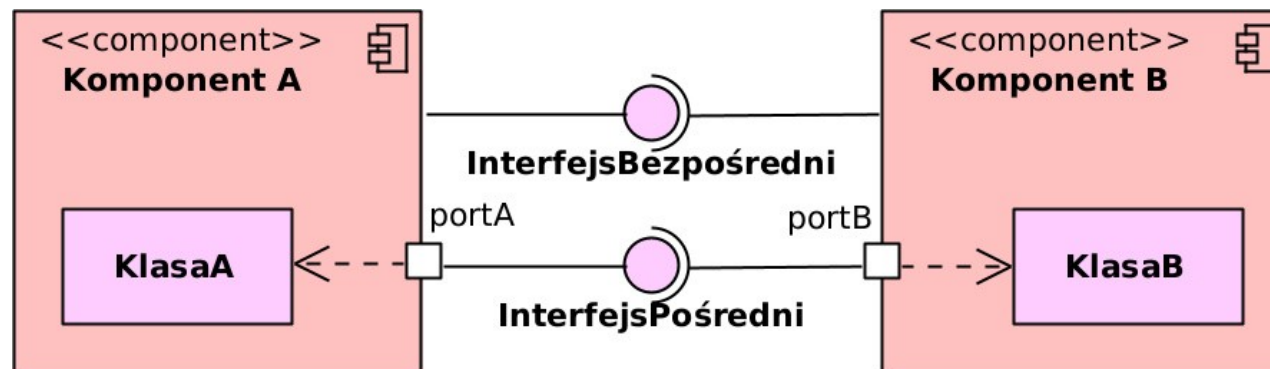 <<component>>
Komponent A
<<component>>
Komponent B
InterfejsBezpośredni
portA
portB
KlasaA
KlasaB
InterfejsPośredni